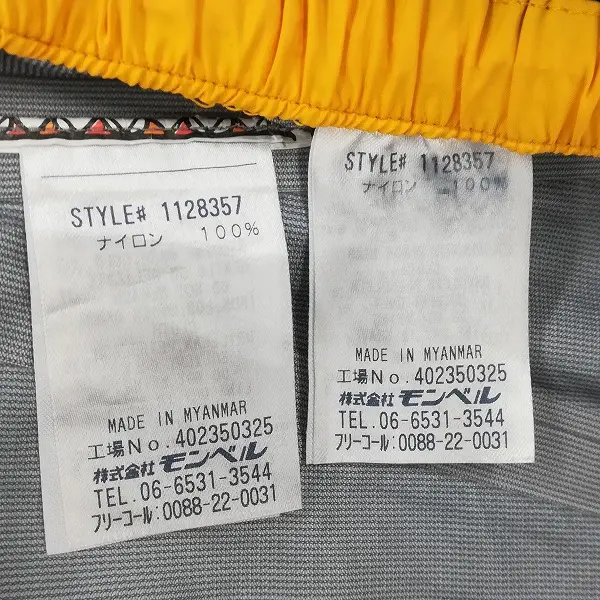 STYLE# 1128357
ナイロン 100%
MADE IN MYANMAR
工場No.402350325
株式会社 モンベル
TEL.06-6531-3544
フリーコール:0088-22-0031
STYLE# 1128357
ナイロン 100%
MADE IN MYANMAR
工場No.402350325
株式会社 モンベル
TEL.06-6531-3544
フリーコール:0088-22-0031